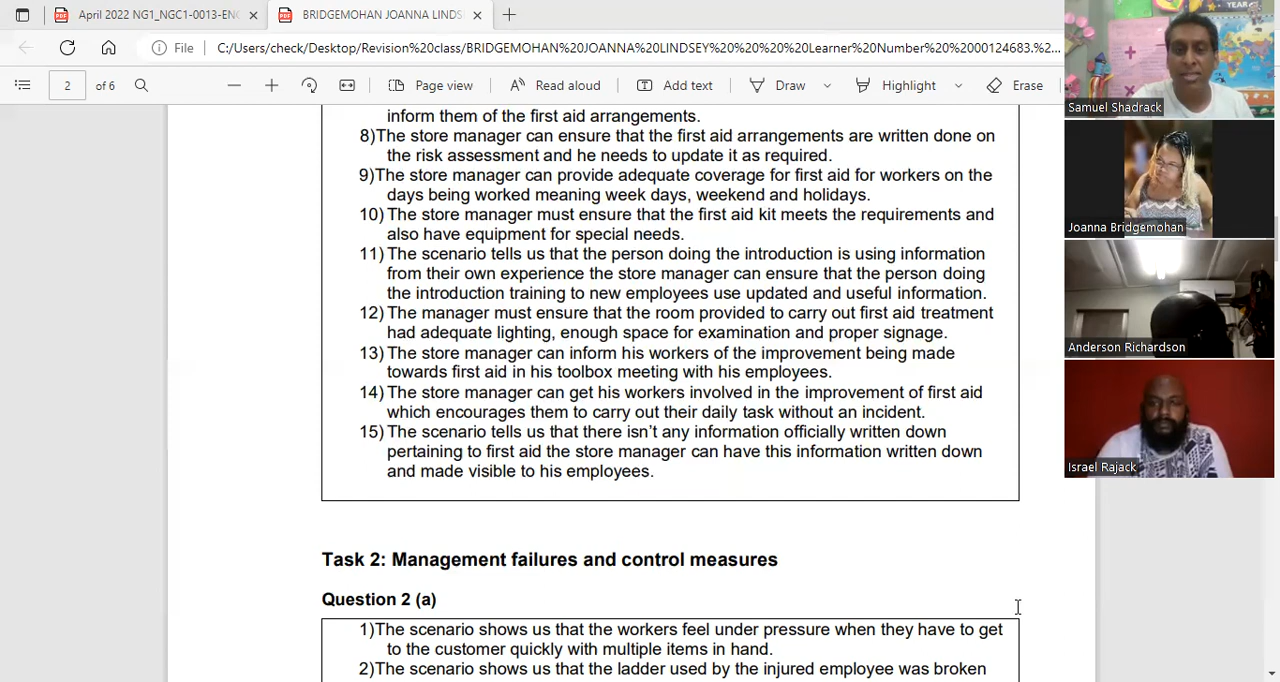 April 2022 NG1_NGC1-0013-EN
BRIDGEMOHAN JOANNA LINDS
File
C:/Users/check/Desktop/Revision%20class/BRIDGEMOHAN%20JOANNA%20LINDSEY%20%20%20%20Learner%20Number%20%2000124683.%2...
2
of 6
Page view
Read aloud
Add text
Draw
Highlight
Erase
YEAR
Samuel Shadrack
Joanna Bridgemohan
Anderson Richardson
Israel Rajack
inform them of the first aid arrangements.
8)The store manager can ensure that the first aid arrangements are written done on
the risk assessment and he needs to update it as required.
9)The store manager can provide adequate coverage for first aid for workers on the
days being worked meaning week days, weekend and holidays.
10) The store manager must ensure that the first aid kit meets the requirements and
also have equipment for special needs.
11) The scenario tells us that the person doing the introduction is using information
from their own experience the store manager can ensure that the person doing
the introduction training to new employees use updated and useful information.
12) The manager must ensure that the room provided to carry out first aid treatment
had adequate lighting, enough space for examination and proper signage.
13) The store manager can inform his workers of the improvement being made
towards first aid in his toolbox meeting with his employees.
14) The store manager can get his workers involved in the improvement of first aid
which encourages them to carry out their daily task without an incident.
15) The scenario tells us that there isn't any information officially written down
pertaining to first aid the store manager can have this information written down
and made visible to his employees.
Task 2: Management failures and control measures
Question 2 (a)
1)The scenario shows us that the workers feel under pressure when they have to get
to the customer quickly with multiple items in hand.
2)The scenario shows us that the ladder used by the injured employee was broken